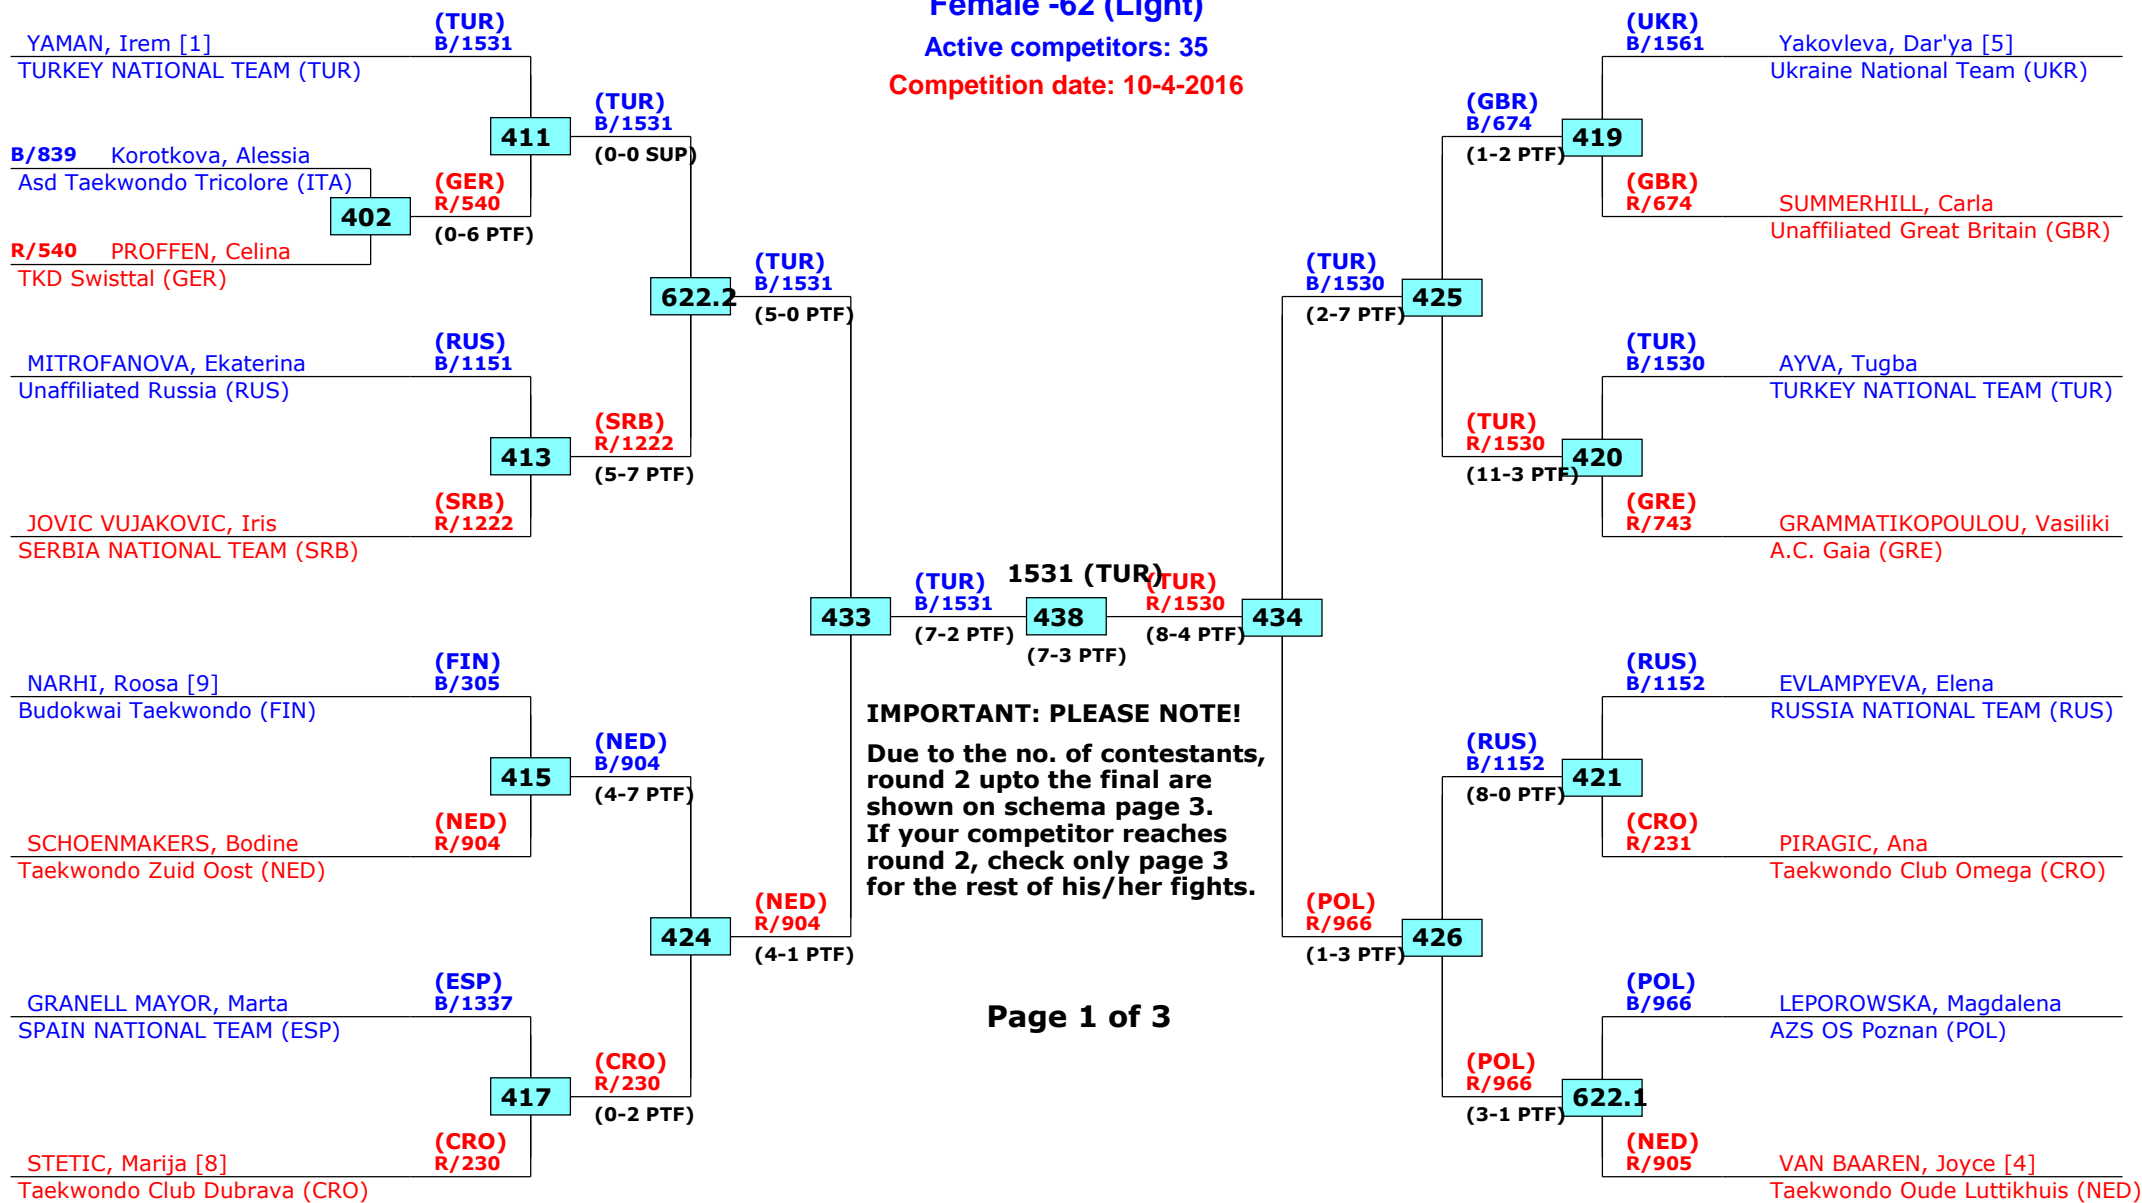 Female -62 (Light)
Active competitors: 35
Competition date: 10-4-2016
YAMAN, Irem [1]
TURKEY NATIONAL TEAM (TUR)
(TUR)
B/1531
B/839 Korotkova, Alessia
Asd Taekwondo Tricolore (ITA)
402
R/540 PROFFEN, Celina
TKD Swisttal (GER)
(GER)
R/540
(0-6 PTF)
411
(TUR)
B/1531
(0-0 SUP)
MITROFANOVA, Ekaterina
Unaffiliated Russia (RUS)
(RUS)
B/1151
413
JOVIC VUJAKOVIC, Iris
SERBIA NATIONAL TEAM (SRB)
(SRB)
R/1222
(SRB)
R/1222
(5-7 PTF)
622.2
(TUR)
B/1531
(5-0 PTF)
NARHI, Roosa [9]
Budokwai Taekwondo (FIN)
(FIN)
B/305
415
SCHOENMAKERS, Bodine
Taekwondo Zuid Oost (NED)
(NED)
R/904
(NED)
B/904
(4-7 PTF)
GRANELL MAYOR, Marta
SPAIN NATIONAL TEAM (ESP)
(ESP)
B/1337
417
STETIC, Marija [8]
Taekwondo Club Dubrava (CRO)
(CRO)
R/230
(CRO)
R/230
(0-2 PTF)
424
(NED)
R/904
(4-1 PTF)
433
(TUR)
B/1531
(7-2 PTF)
1531 (TUR)
438
(7-3 PTF)
(TUR)
R/1530
(8-4 PTF)
434
IMPORTANT: PLEASE NOTE!
Due to the no. of contestants,
round 2 upto the final are
shown on schema page 3.
If your competitor reaches
round 2, check only page 3
for the rest of his/her fights.
Page 1 of 3
(UKR)
B/1561
Yakovleva, Dar'ya [5]
Ukraine National Team (UKR)
(GBR)
B/674
(1-2 PTF)
419
(GBR)
R/674
SUMMERHILL, Carla
Unaffiliated Great Britain (GBR)
(TUR)
B/1530
(2-7 PTF)
425
(TUR)
B/1530
AYVA, Tugba
TURKEY NATIONAL TEAM (TUR)
(TUR)
R/1530
(11-3 PTF)
420
(GRE)
R/743
GRAMMATIKOPOULOU, Vasiliki
A.C. Gaia (GRE)
(RUS)
B/1152
EVLAMPYEVA, Elena
RUSSIA NATIONAL TEAM (RUS)
(RUS)
B/1152
(8-0 PTF)
421
(CRO)
R/231
PIRAGIC, Ana
Taekwondo Club Omega (CRO)
(POL)
R/966
(1-3 PTF)
426
(POL)
B/966
LEPOROWSKA, Magdalena
AZS OS Poznan (POL)
(POL)
R/966
(3-1 PTF)
622.1
(NED)
R/905
VAN BAAREN, Joyce [4]
Taekwondo Oude Luttikhuis (NED)